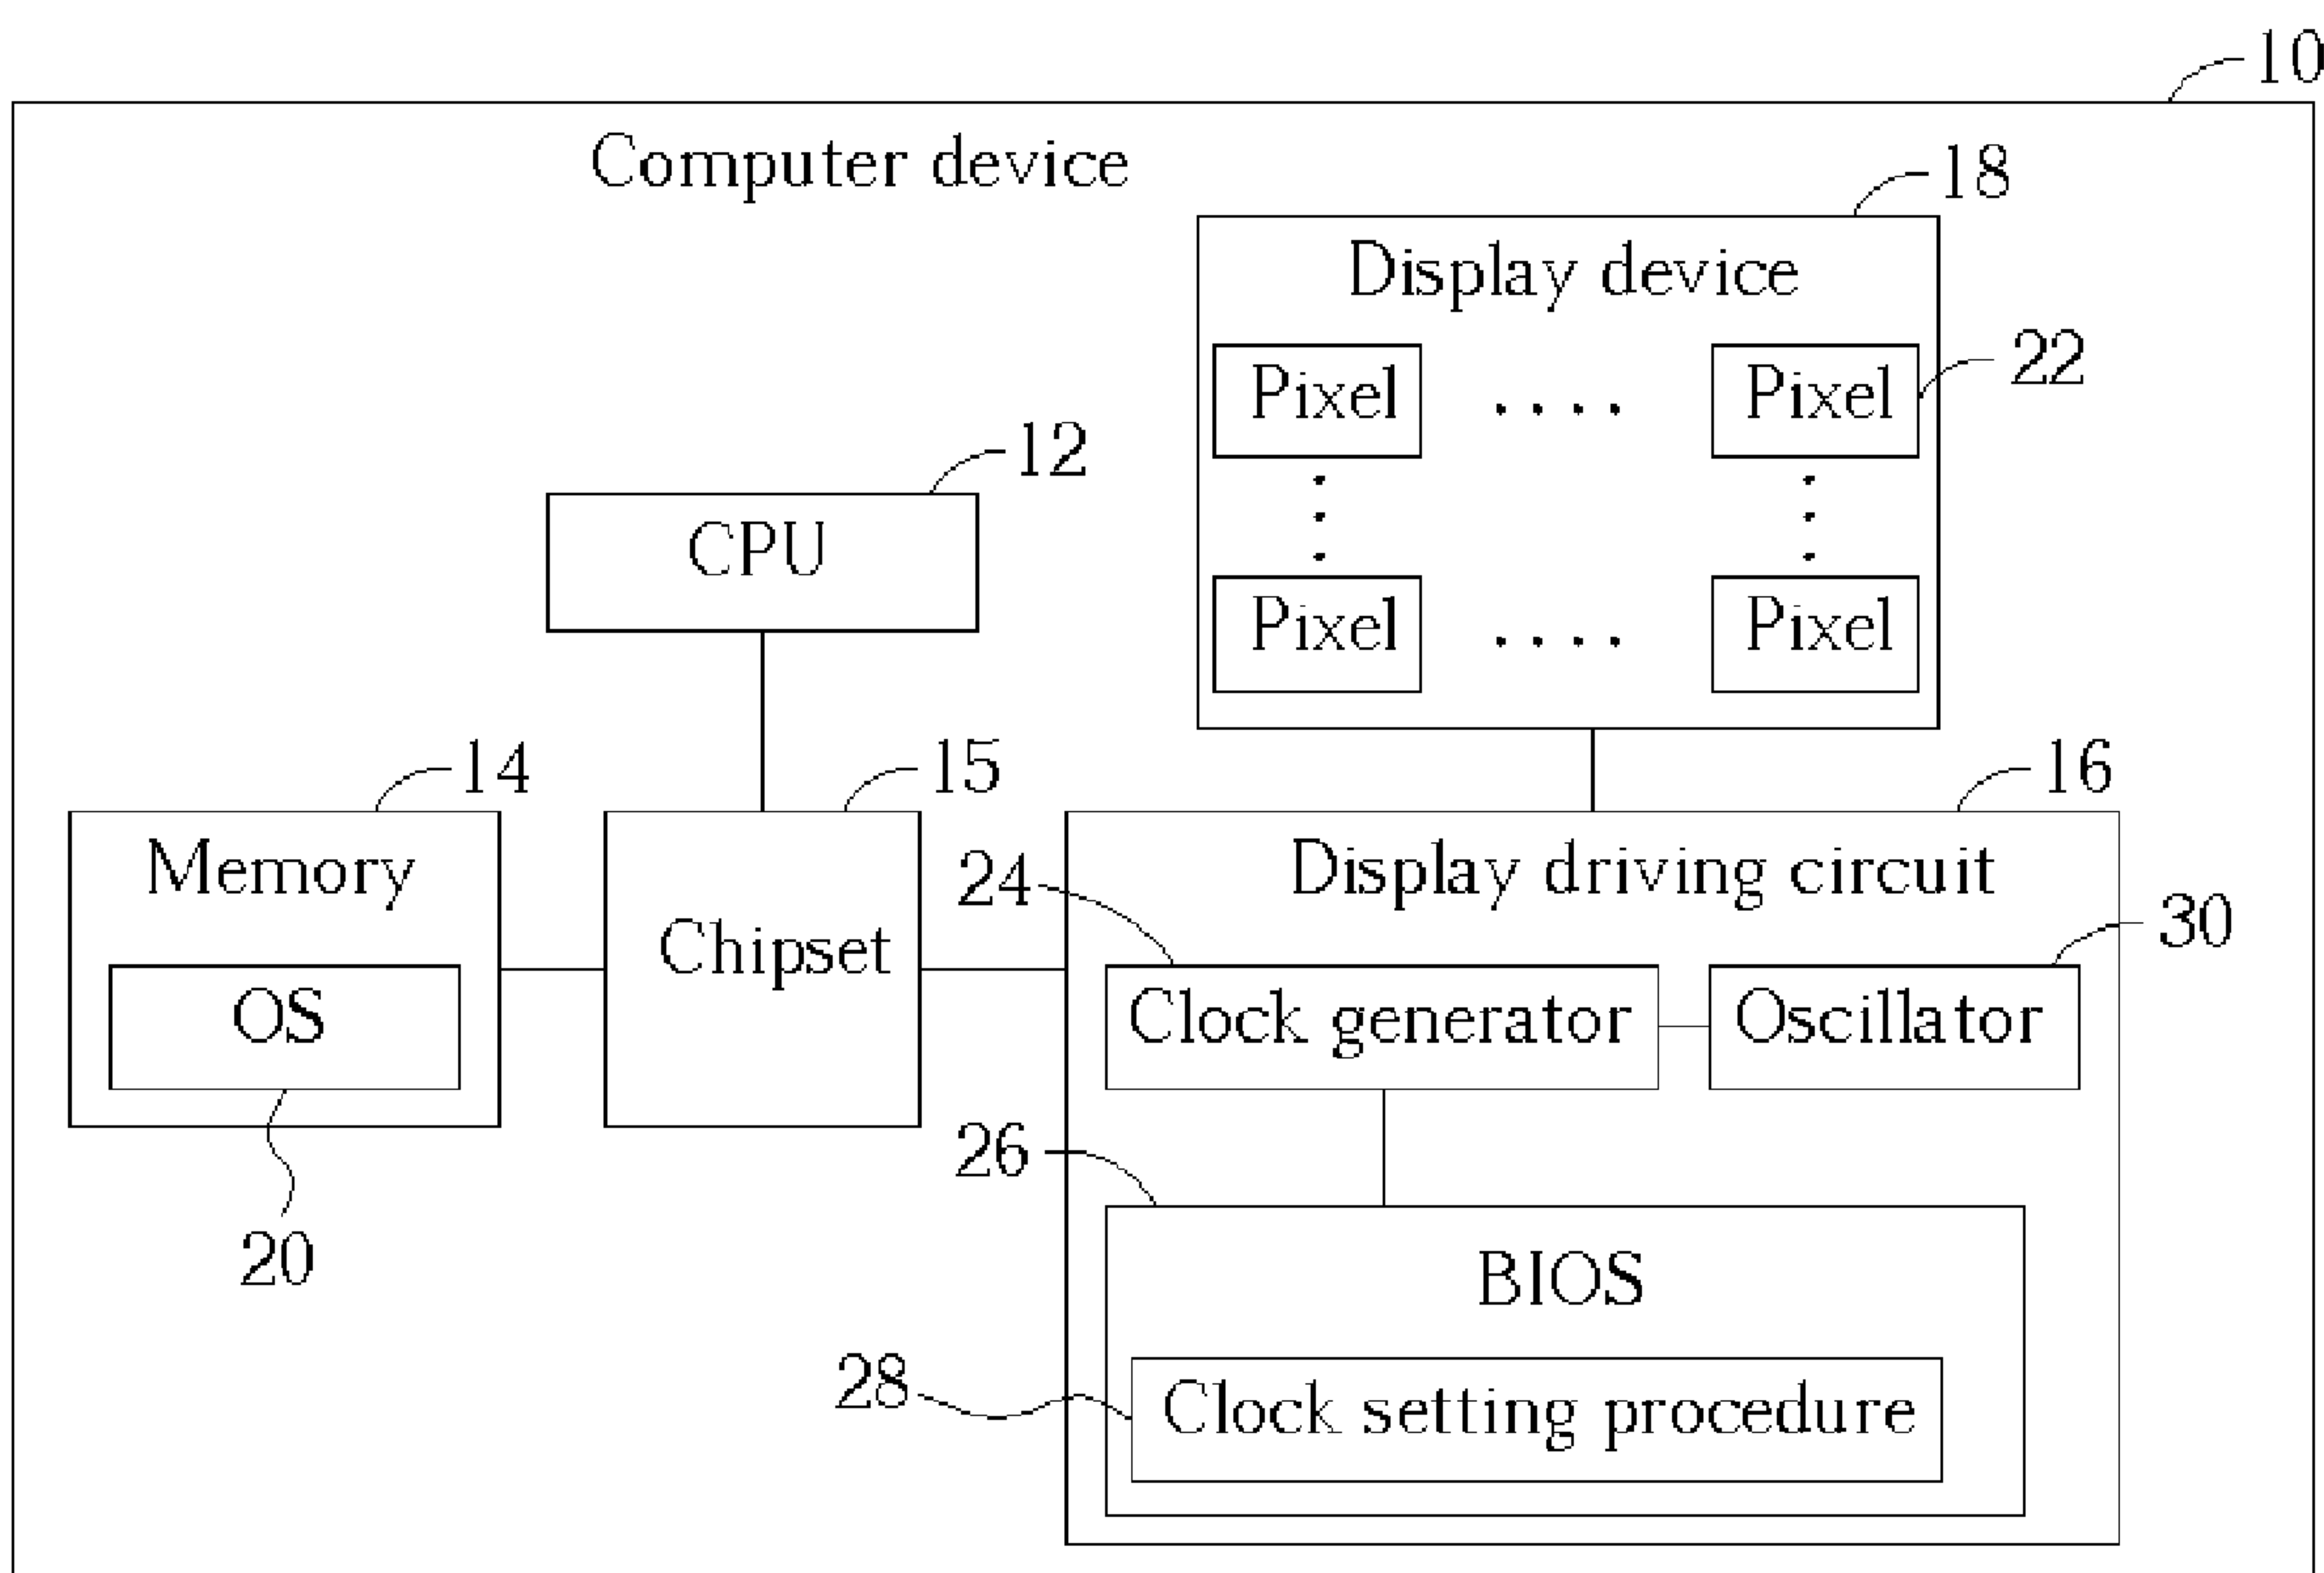 10
Computer device
18
Display device
Pixel .... Pixel 22
12
CPU
Pixel .... Pixel
14
15
16
Memory
Display driving circuit
24
30
Chipset
OS
Clock generator
Oscillator
26
20
BIOS
28
Clock setting procedure